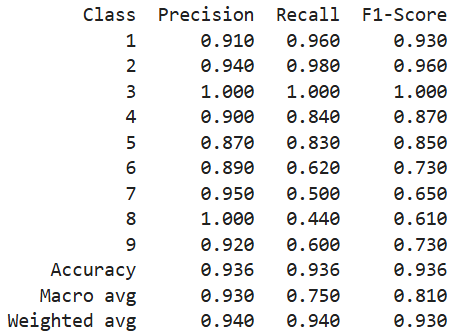 Class Precision Recall F1-Score
1 0.910 0.960 0.930
2 0.940 0.980 0.960
3 1.000 1.000 1.000
4 0.900 0.840 0.870
5 0.870 0.830 0.850
6 0.890 0.620 0.730
7 0.950 0.500 0.650
8 1.000 0.440 0.610
9 0.920 0.600 0.730
Accuracy 0.936 0.936 0.936
Macro avg 0.930 0.750 0.810
Weighted avg 0.940 0.940 0.930